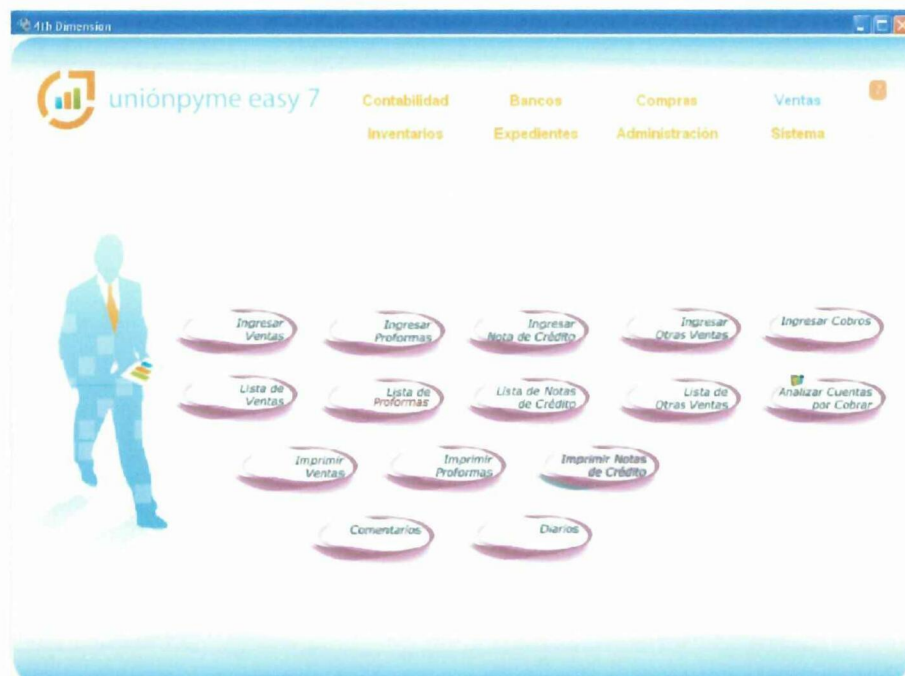 4th Dimension
uniónpyme easy 7
Contabilidad Bancos Compras Ventas
?
Inventarios Expedientes Administración Sistema
Ingresar Ventas
Ingresar Proformas
Ingresar Nota de Crédito
Ingresar Otras Ventas
Ingresar Cobros
Lista de Ventas
Lista de Proformas
Lista de Notas de Crédito
Lista de Otras Ventas
Analizar Cuentas por Cobrar
Imprimir Ventas
Imprimir Proformas
Imprimir Notas de Crédito
Comentarios
Diarios